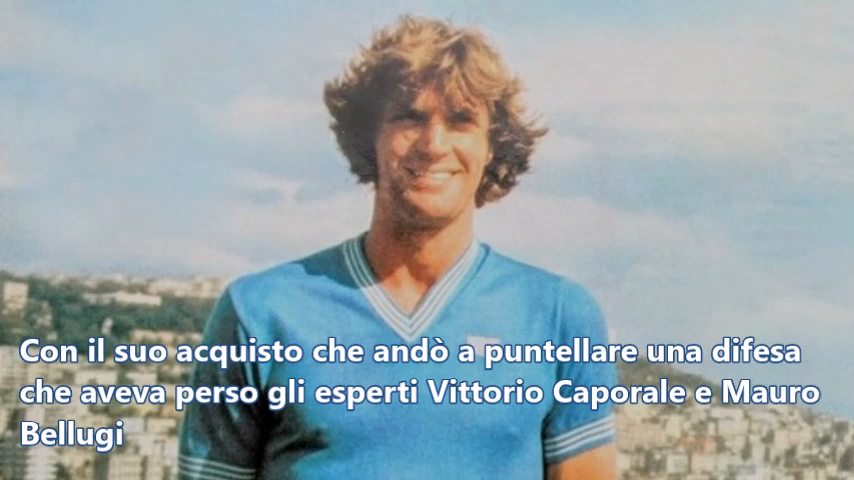 Con il suo acquisto che andò a puntellare una difesa
che aveva perso gli esperti Vittorio Caporale e Mauro
Bellugi